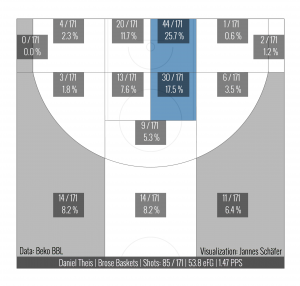 4 / 171 20 / 171 44 / 171 1 / 171
2.3 % 11.7 % 25.7 % 0.6 %
0 / 171 2 / 171
0.0 % 1.2 %
3 / 171 13 / 171 30 / 171 6 / 171
1.8 % 7.6 % 17.5 % 3.5 %
9 / 171
5.3 %
14 / 171 14 / 171 11 / 171
8.2 % 8.2 % 6.4 %
Data: Beko BBL Visualization: Jannes Schäfer
Daniel Theis | Brose Baskets | Shots: 85 / 171 | 53.8 eFG | 1.47 PPS